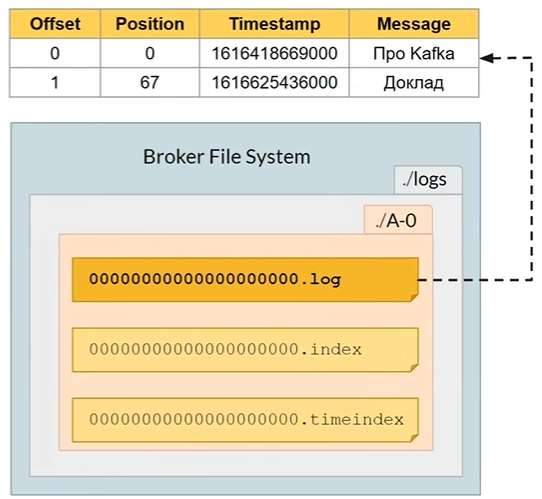 Offset Position Timestamp Message
0 0 1616418669000 Про Kafka
1 67 1616625436000 Доклад
Broker File System
./logs
./A-0
00000000000000000000.log
00000000000000000000.index
00000000000000000000.timeindex